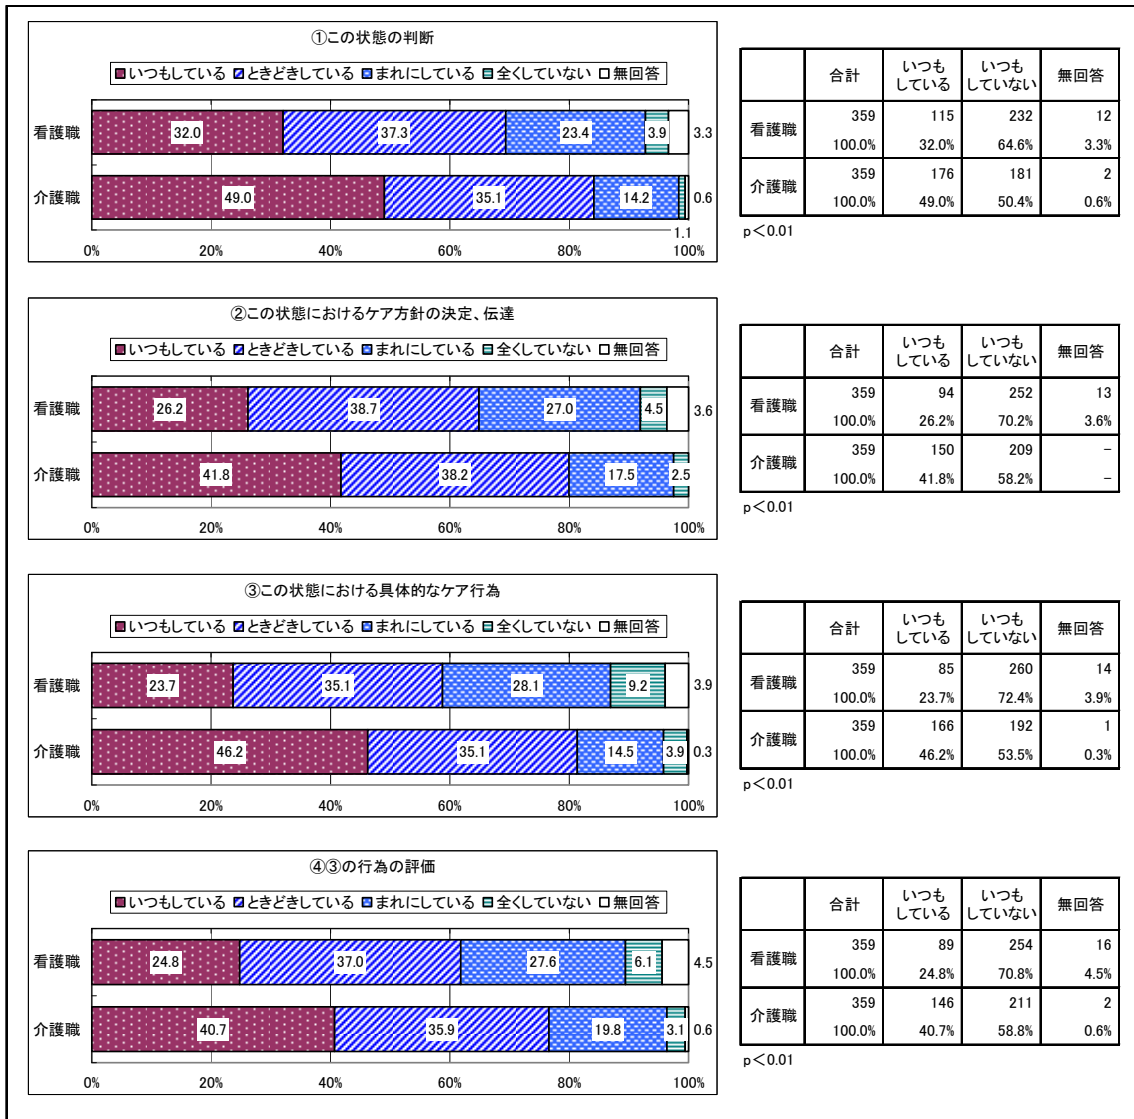 ①この状態の判断
■いつもしている ■ときどきしている ■まれにしている ■全くしていない □無回答
看護職 32.0 37.3 23.4 3.9 3.3
介護職 49.0 35.1 14.2 0.6
1.1
0% 20% 40% 60% 80% 100%
合計 いつもしている いつもしていない 無回答
看護職 359 115 232 12
100.0% 32.0% 64.6% 3.3%
介護職 359 176 181 2
100.0% 49.0% 50.4% 0.6%
p<0.01
②この状態におけるケア方針の決定、伝達
■いつもしている ■ときどきしている ■まれにしている ■全くしていない □無回答
看護職 26.2 38.7 27.0 4.5 3.6
介護職 41.8 38.2 17.5 2.5
0% 20% 40% 60% 80% 100%
合計 いつもしている いつもしていない 無回答
看護職 359 94 252 13
100.0% 26.2% 70.2% 3.6%
介護職 359 150 209 -
100.0% 41.8% 58.2% -
p<0.01
③この状態における具体的なケア行為
■いつもしている ■ときどきしている ■まれにしている ■全くしていない □無回答
看護職 23.7 35.1 28.1 9.2 3.9
介護職 46.2 35.1 14.5 3.9 0.3
0% 20% 40% 60% 80% 100%
合計 いつもしている いつもしていない 無回答
看護職 359 85 260 14
100.0% 23.7% 72.4% 3.9%
介護職 359 166 192 1
100.0% 46.2% 53.5% 0.3%
p<0.01
④③の行為の評価
■いつもしている ■ときどきしている ■まれにしている ■全くしていない □無回答
看護職 24.8 37.0 27.6 6.1 4.5
介護職 40.7 35.9 19.8 3.1 0.6
0% 20% 40% 60% 80% 100%
合計 いつもしている いつもしていない 無回答
看護職 359 89 254 16
100.0% 24.8% 70.8% 4.5%
介護職 359 146 211 2
100.0% 40.7% 58.8% 0.6%
p<0.01